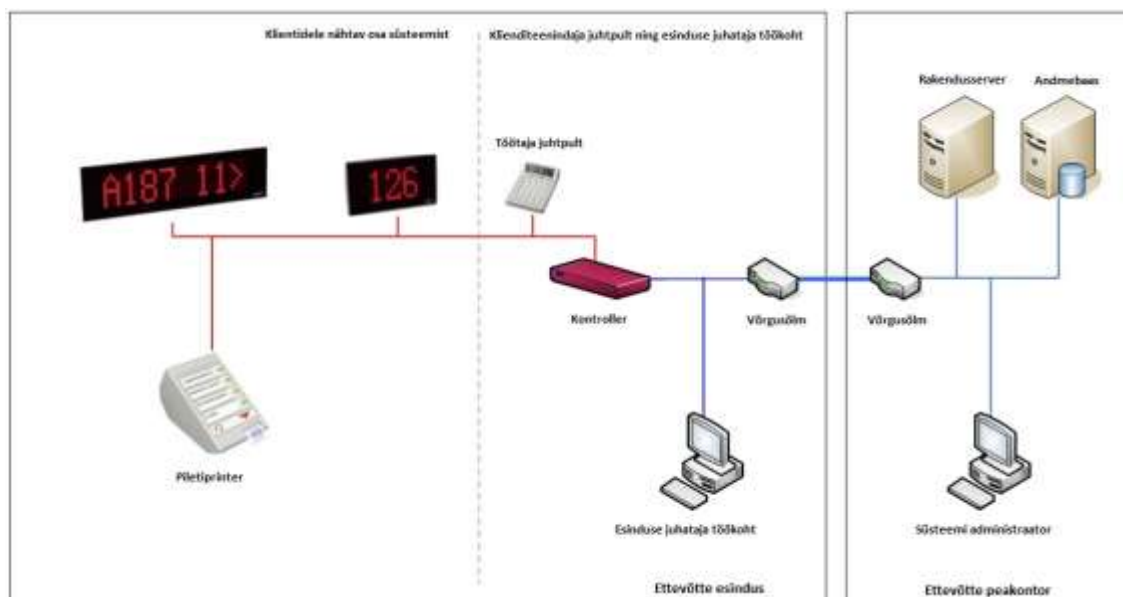 Klientidele nähtav osa süsteemist
Klienditeenindaja juhtpult ning esinduse juhataja töökoht
Rakendusserver
Andmebaas
Töötaja juhtpult
A187 11>
126
Kontroller
Võrgusõlm
Võrgusõlm
Piletiprinter
Esinduse juhataja töökoht
Süsteemi administraator
Ettevõtte esindus
Ettevõtte peakontor